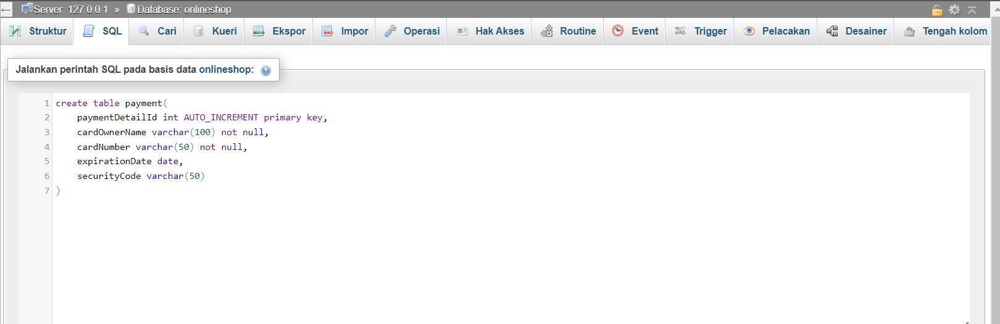 Server: 127.0.0.1 » Database: onlineshop
Struktur SQL Cari Kueri Ekspor Impor Operasi Hak Akses Routine Event Trigger Pelacakan Desainer Tengah kolom
Jalankan perintah SQL pada basis data onlineshop:
1 create table payment(
2 paymentDetailId int AUTO_INCREMENT primary key,
3 cardOwnerName varchar(100) not null,
4 cardNumber varchar(50) not null,
5 expirationDate date,
6 securityCode varchar(50)
7 )